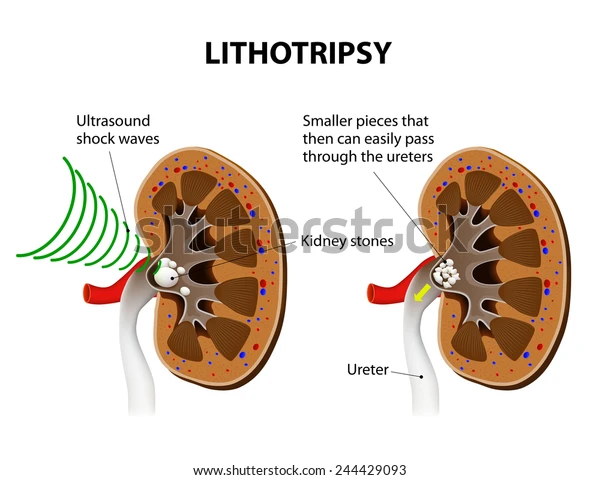 LITHOTRIPSY
Ultrasound
shock waves
Smaller pieces that
then can easily pass
through the ureters
shutterstock
Kidney stones
Ureter
shutterstock.com · 244429093